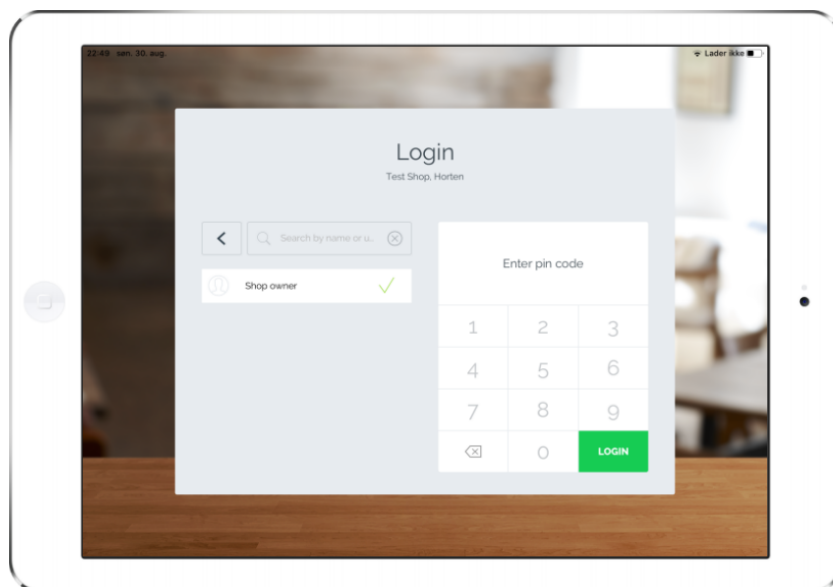 22:49 søn. 30. aug.
Lader ikke
Login
Test Shop, Horten
Search by name or u..
Shop owner
Enter pin code
1 2 3
4 5 6
7 8 9
0 LOGIN